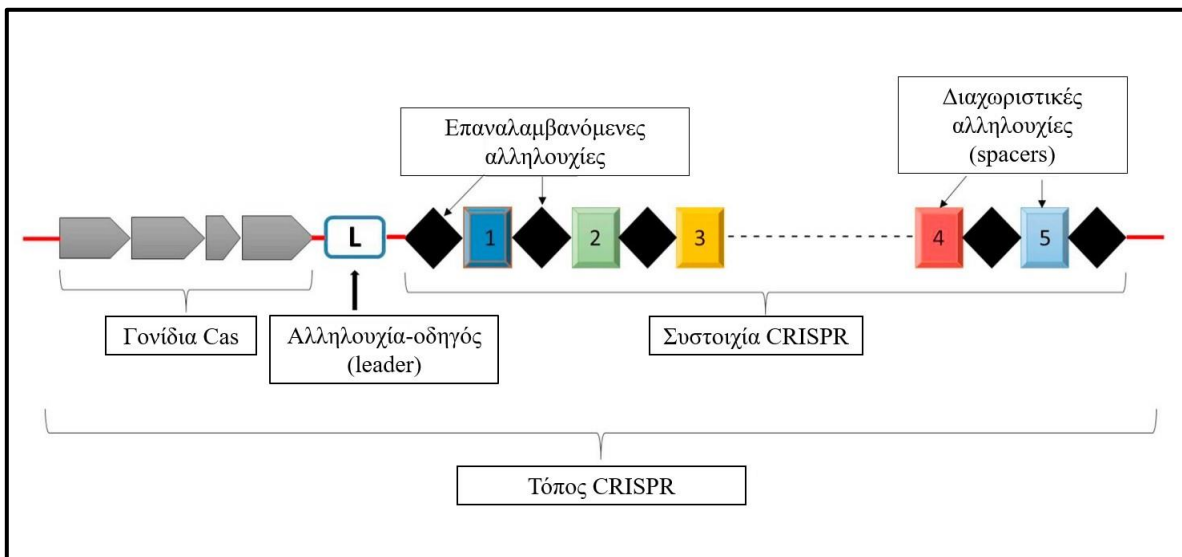 Επαναλαμβανόμενες
αλληλουχίες
Διαχωριστικές
αλληλουχίες
(spacers)
L
1
2
3
4
5
Γονίδια Cas
Αλληλουχία-οδηγός
(leader)
Συστοιχία CRISPR
Τόπος CRISPR